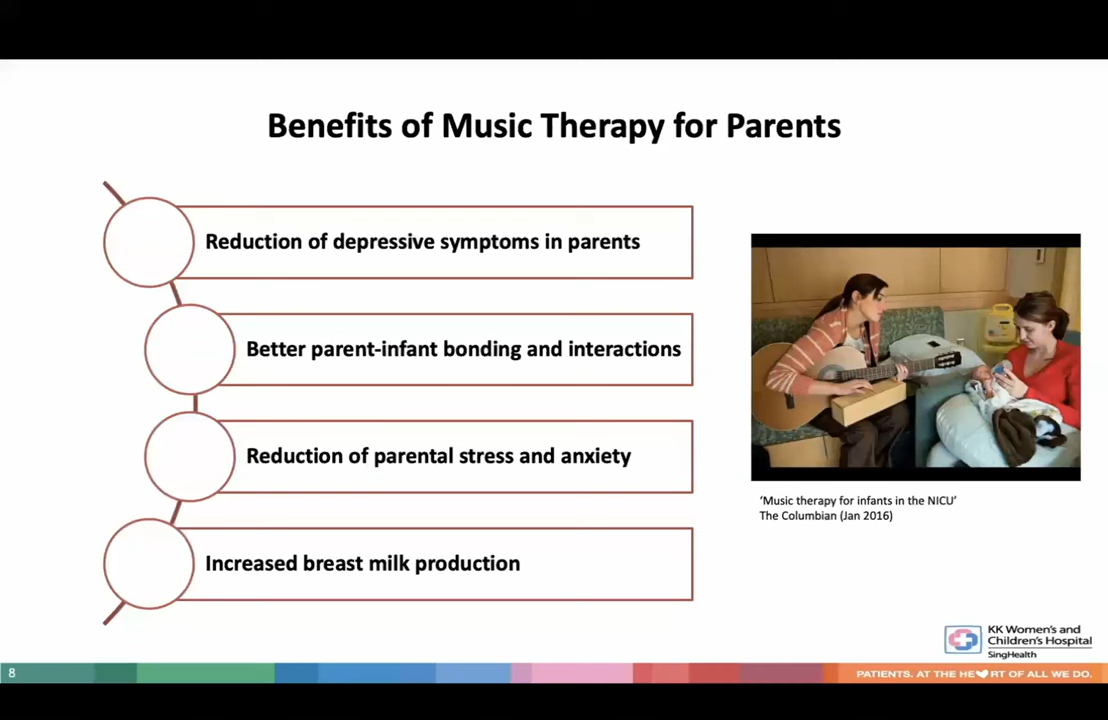 Benefits of Music Therapy for Parents
Reduction of depressive symptoms in parents
Better parent-infant bonding and interactions
Reduction of parental stress and anxiety
Increased breast milk production
‘Music therapy for infants in the NICU’
The Columbian (Jan 2016)
KK Women's and
Children's Hospital
SingHealth
8
PATIENTS. AT THE HE❤RT OF ALL WE DO.